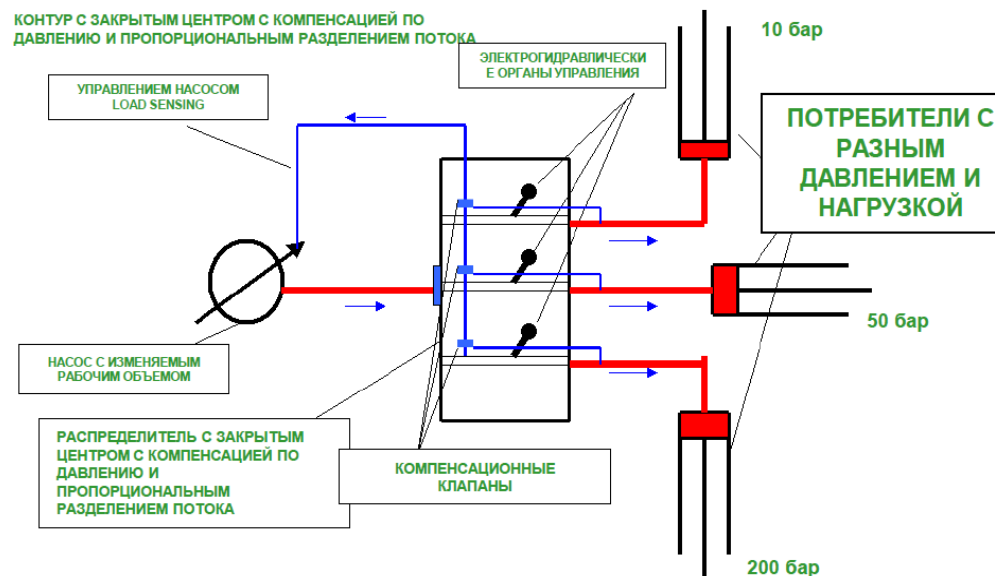 КОНТУР С ЗАКРЫТЫМ ЦЕНТРОМ С КОМПЕНСАЦИЕЙ ПО
ДАВЛЕНИЮ И ПРОПОРЦИОНАЛЬНЫМ РАЗДЕЛЕНИЕМ ПОТОКА
10 бар
ЭЛЕКТРОГИДРАВЛИЧЕСКИ
Е ОРГАНЫ УПРАВЛЕНИЯ
УПРАВЛЕНИЕМ НАСОСОМ
LOAD SENSING
ПОТРЕБИТЕЛИ С
РАЗНЫМ
ДАВЛЕНИЕМ И
НАГРУЗКОЙ
50 бар
НАСОС С ИЗМЕНЯЕМЫМ
РАБОЧИМ ОБЪЕМОМ
РАСПРЕДЕЛИТЕЛЬ С ЗАКРЫТЫМ
ЦЕНТРОМ С КОМПЕНСАЦИЕЙ ПО
ДАВЛЕНИЮ И
ПРОПОРЦИОНАЛЬНЫМ
РАЗДЕЛЕНИЕМ ПОТОКА
КОМПЕНСАЦИОННЫЕ
КЛАПАНЫ
200 бар